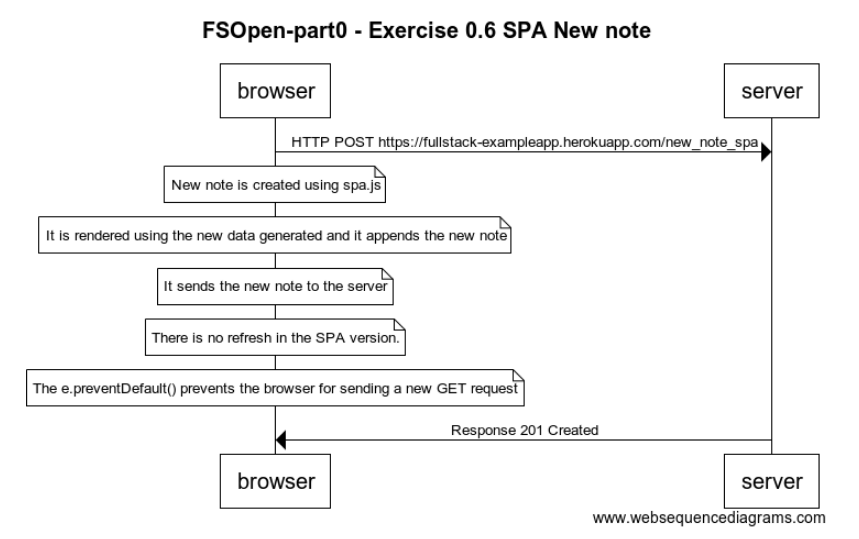 FSOpen-part0 - Exercise 0.6 SPA New note
browser
server
HTTP POST https://fullstack-exampleapp.herokuapp.com/new_note_spa
New note is created using spa.js
It is rendered using the new data generated and it appends the new note
It sends the new note to the server
There is no refresh in the SPA version.
The e.preventDefault() prevents the browser for sending a new GET request
Response 201 Created
browser
server
www.websequencediagrams.com